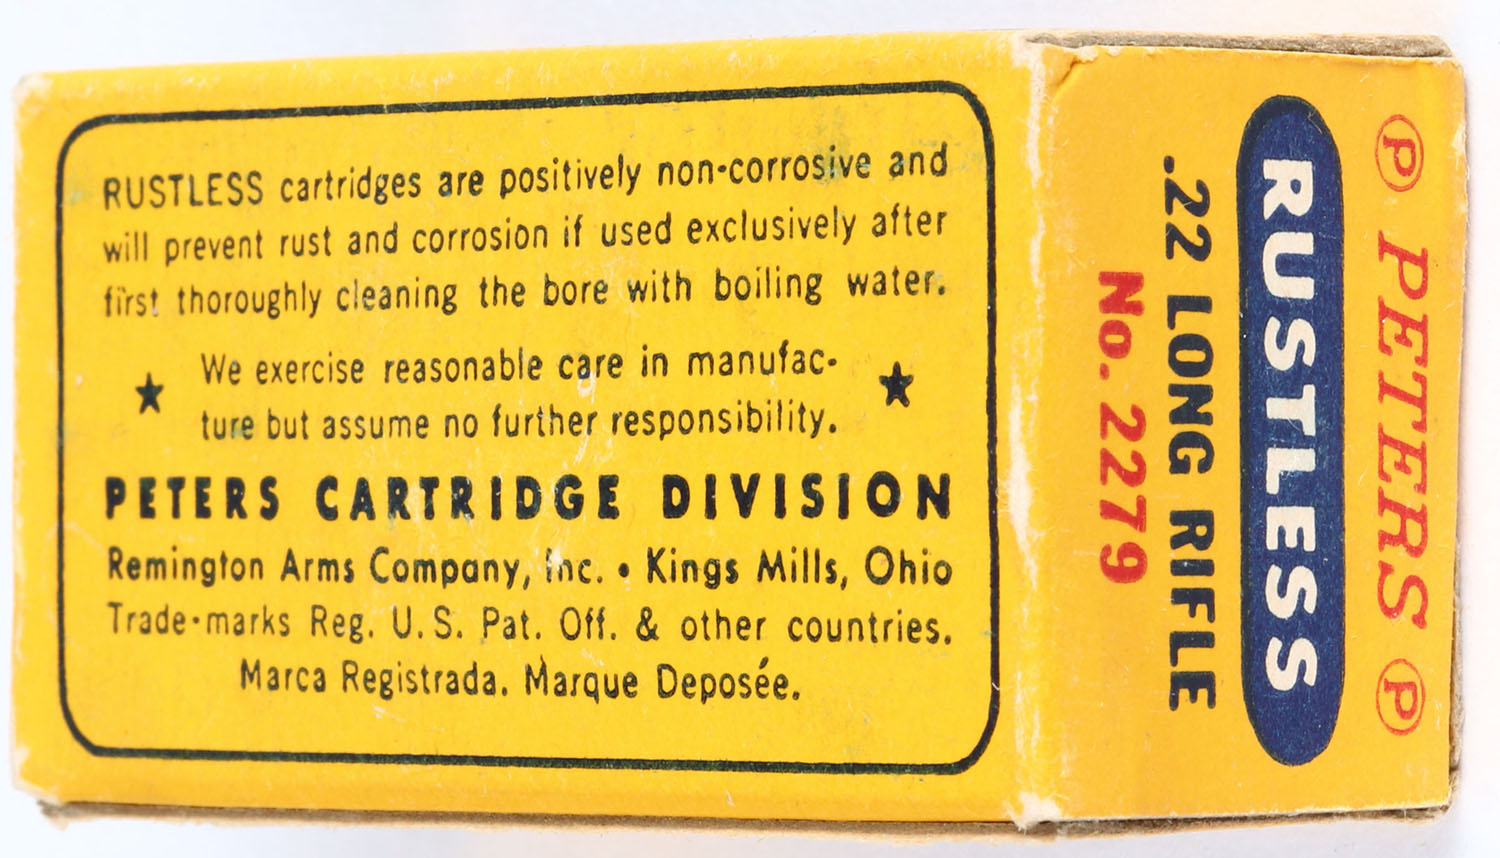 RUSTLESS cartridges are positively non-corrosive and
will prevent rust and corrosion if used exclusively after
first thoroughly cleaning the bore with boiling water.
We exercise reasonable care in manufac-
ture but assume no further responsibility.
PETERS CARTRIDGE DIVISION
Remington Arms Company, Inc. • Kings Mills, Ohio
Trade-marks Reg. U.S. Pat. Off. & other countries.
Marca Registrada. Marque Deposée.
P PETERS P
RUSTLESS
.22 LONG RIFLE
No. 2279